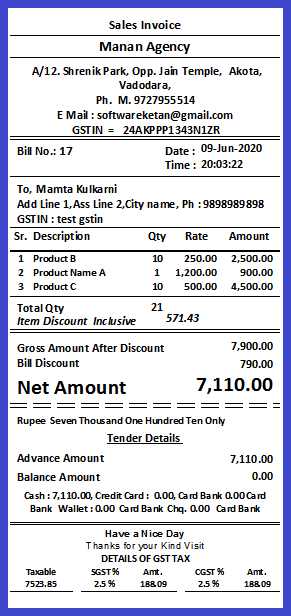 Sales Invoice
Manan Agency
A/12. Shrenik Park, Opp. Jain Temple, Akota,
Vadodara,
Ph. M. 9727955514
E Mail : softwareketan@gmail.com
GSTIN = 24AKPPP1343N1ZR
Bill No.: 17 Date : 09-Jun-2020
Time : 20:03:22
To, Mamta Kulkarni
Add Line 1,Ass Line 2,City name, Ph : 9898989898
GSTIN : test gstin
Sr. Description Qty Rate Amount
1 Product B 10 250.00 2,500.00
2 Product Name A 1 1,200.00 900.00
3 Product C 10 500.00 4,500.00
Total Qty 21
Item Discount Inclusive 571.43
Gross Amount After Discount 7,900.00
Bill Discount 790.00
Net Amount 7,110.00
Rupee Seven Thousand One Hundred Ten Only
Tender Details
Advance Amount 7,110.00
Balance Amount 0.00
Cash : 7,110.00, Credit Card : 0.00, Card Bank 0.00Card
Bank Wallet : 0.00 Card Bank Chq. 0.00 Card Bank
Have a Nice Day
Thanks for your Kind Visit
DETAILS OF GST TAX
Taxable SGST % Amt. CGST % Amt.
7523.85 2.5 % 188.09 2.5 % 188.09